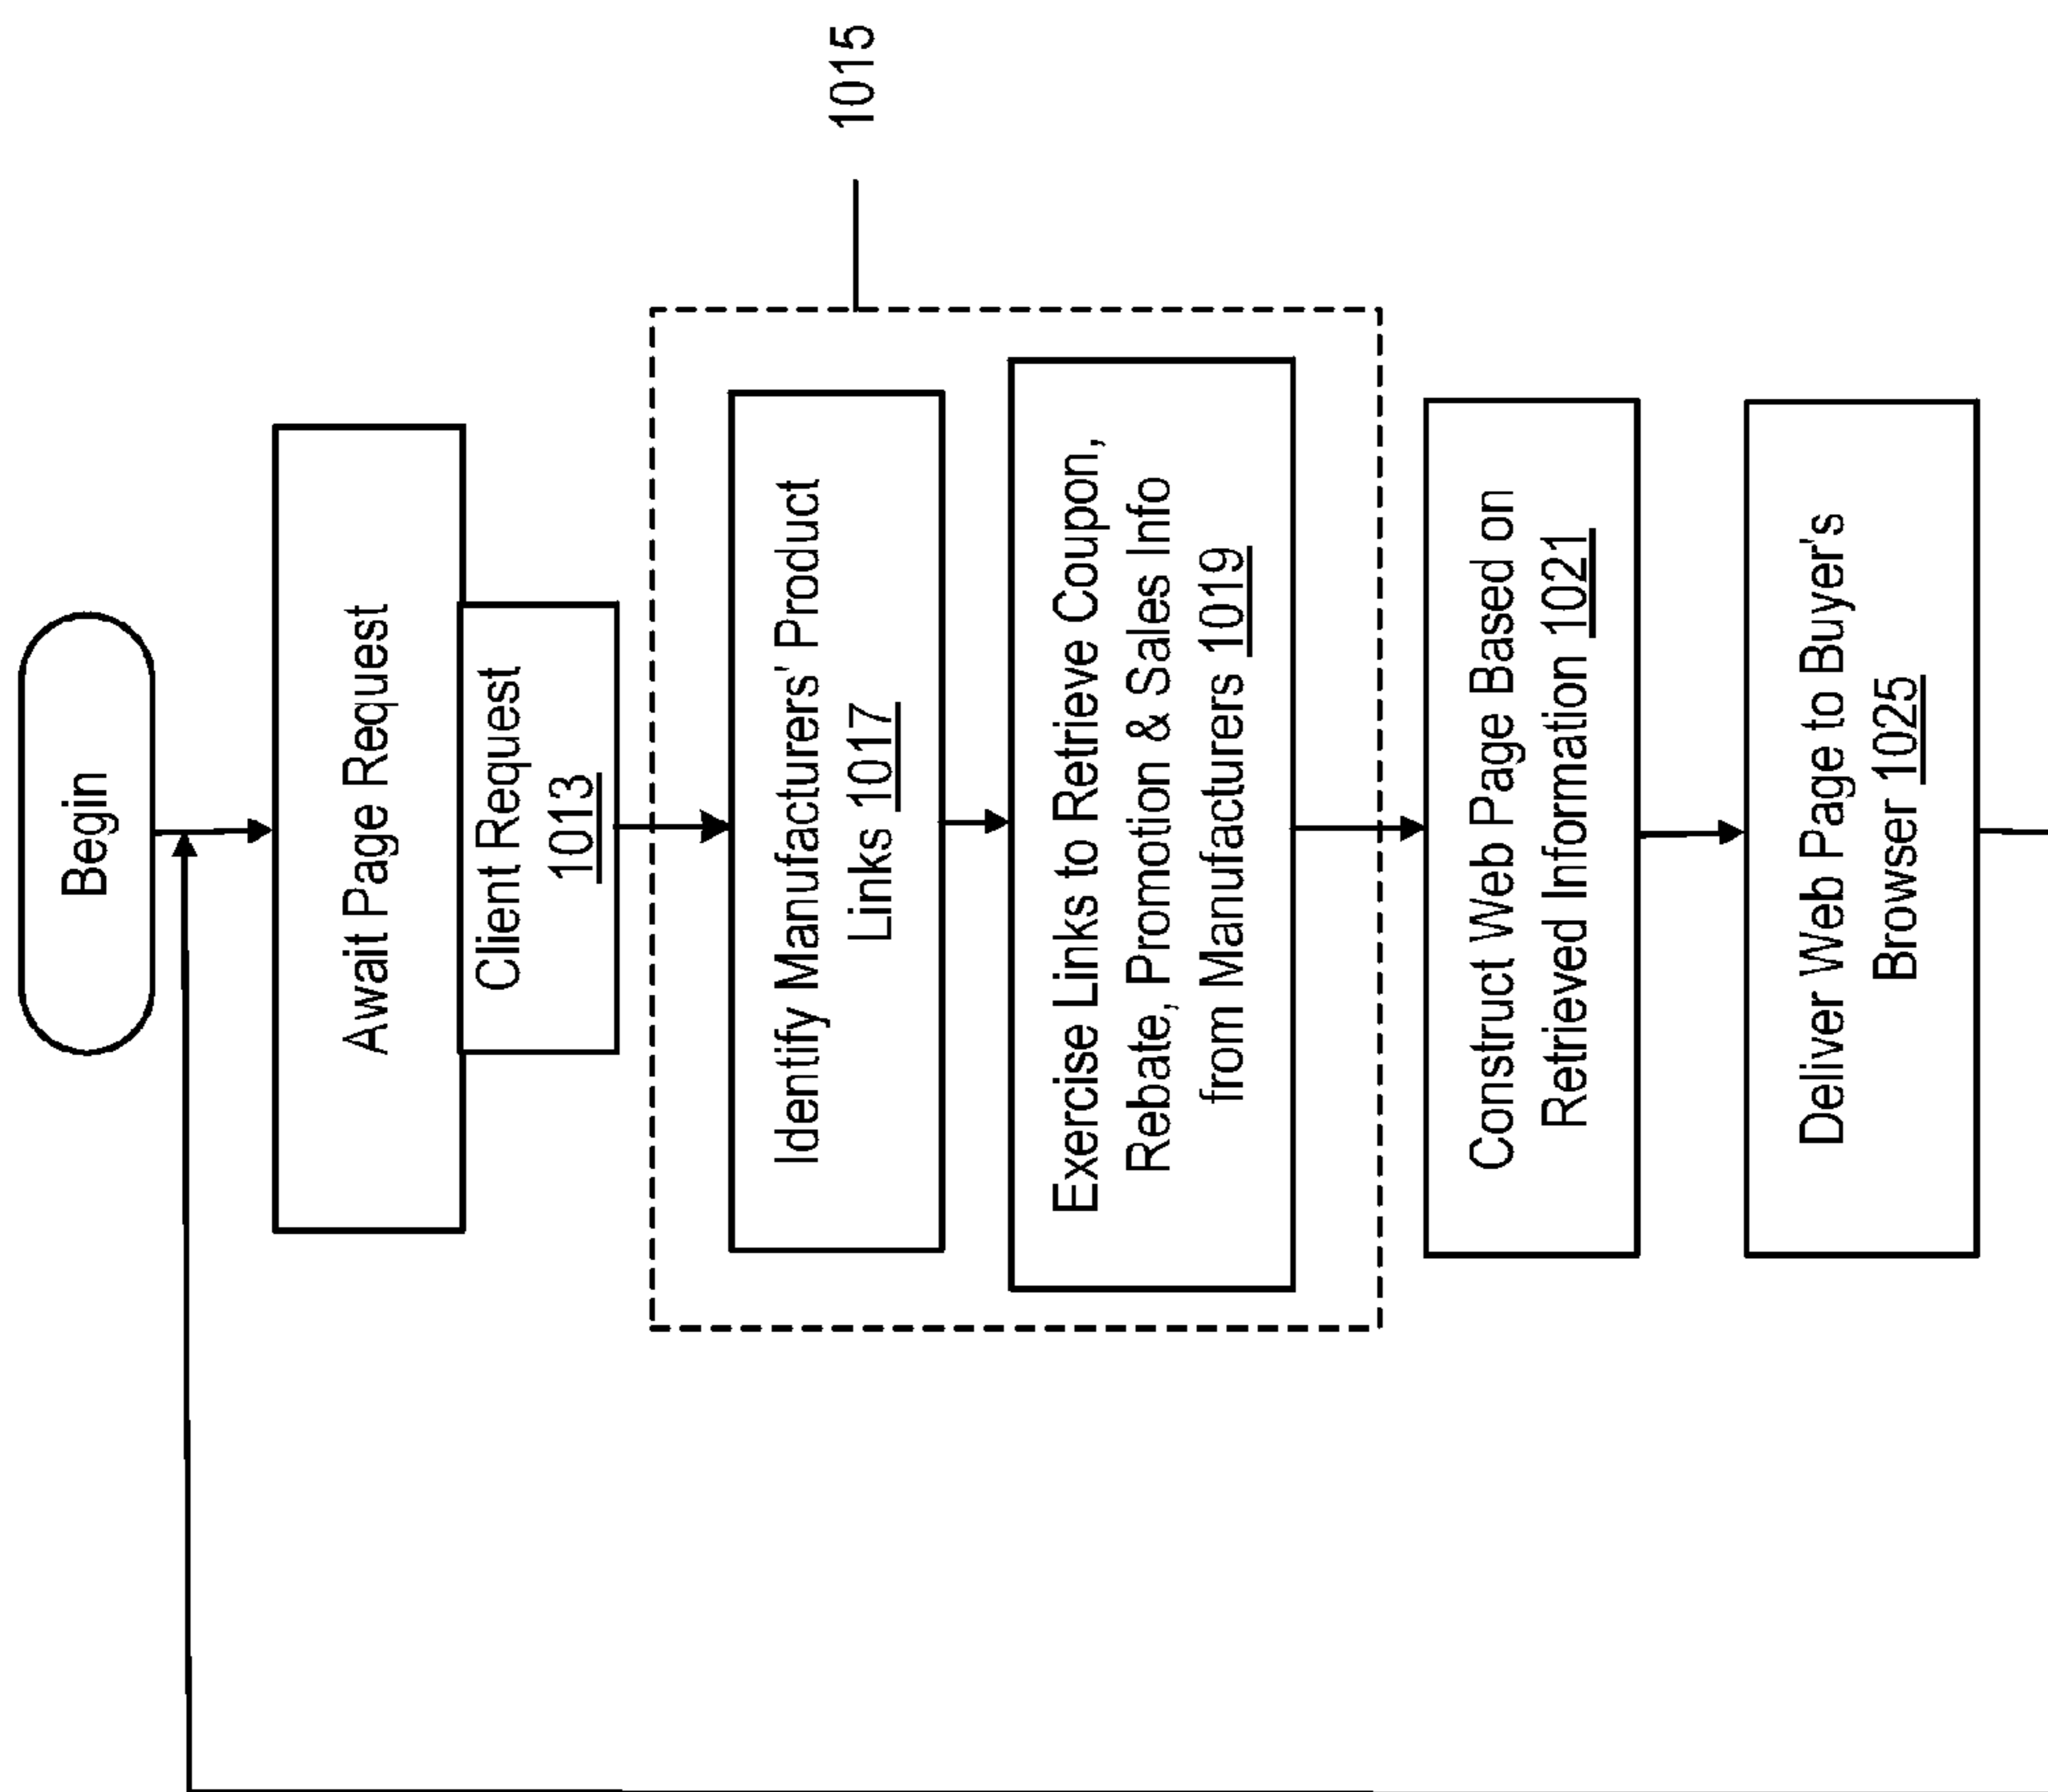 Begin
Await Page Request
Client Request
1013
1015
Identify Manufacturers' Product
Links 1017
Exercise Links to Retrieve Coupon,
Rebate, Promotion & Sales Info
from Manufacturers 1019
Construct Web Page Based on
Retrieved Information 1021
Deliver Web Page to Buyer's
Browser 1025